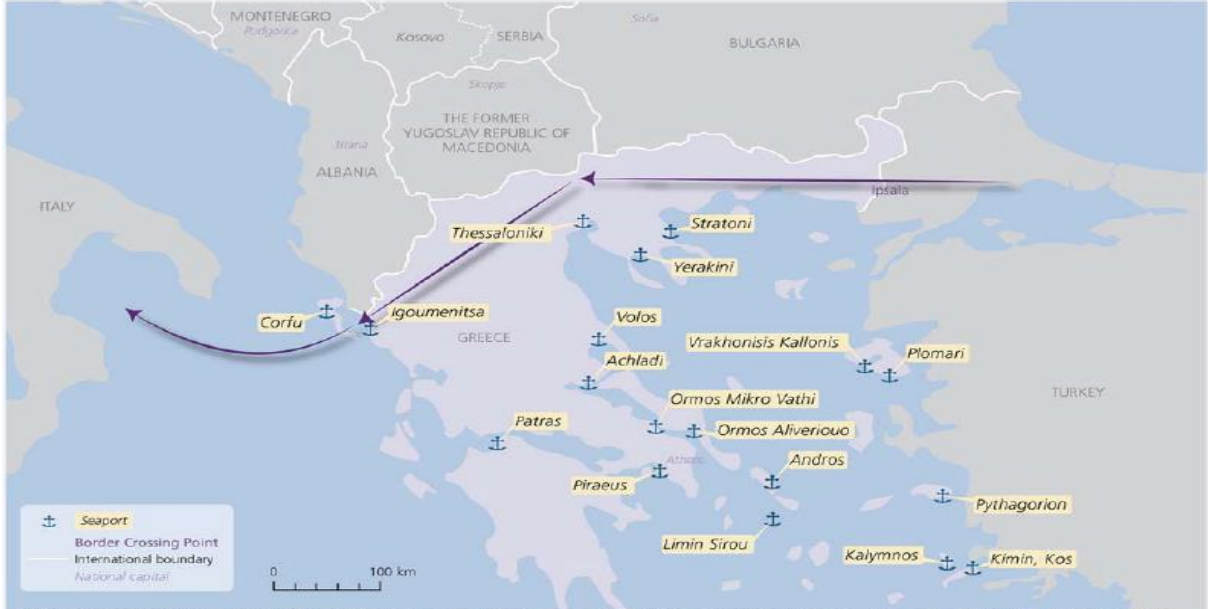 MONTENEGRO
Podgorica
Kosovo
SERBIA
Sofia
BULGARIA
Skopje
THE FORMER
YUGOSLAV REPUBLIC OF
MACEDONIA
Tirana
ALBANIA
ITALY
Ipsala
Thessaloniki
Stratoni
Yerakini
Corfu
Igoumenitsa
GREECE
Volos
Vrakhonisis Kallonis
Plomari
Achladi
TURKEY
Ormos Mikro Vathi
Patras
Ormos Aliveriouo
Athens
Andros
Piraeus
Pythagorion
Limin Sirou
Kalymnos
Kimin, Kos
Seaport
Border Crossing Point
International boundary
National capital
0 100 km